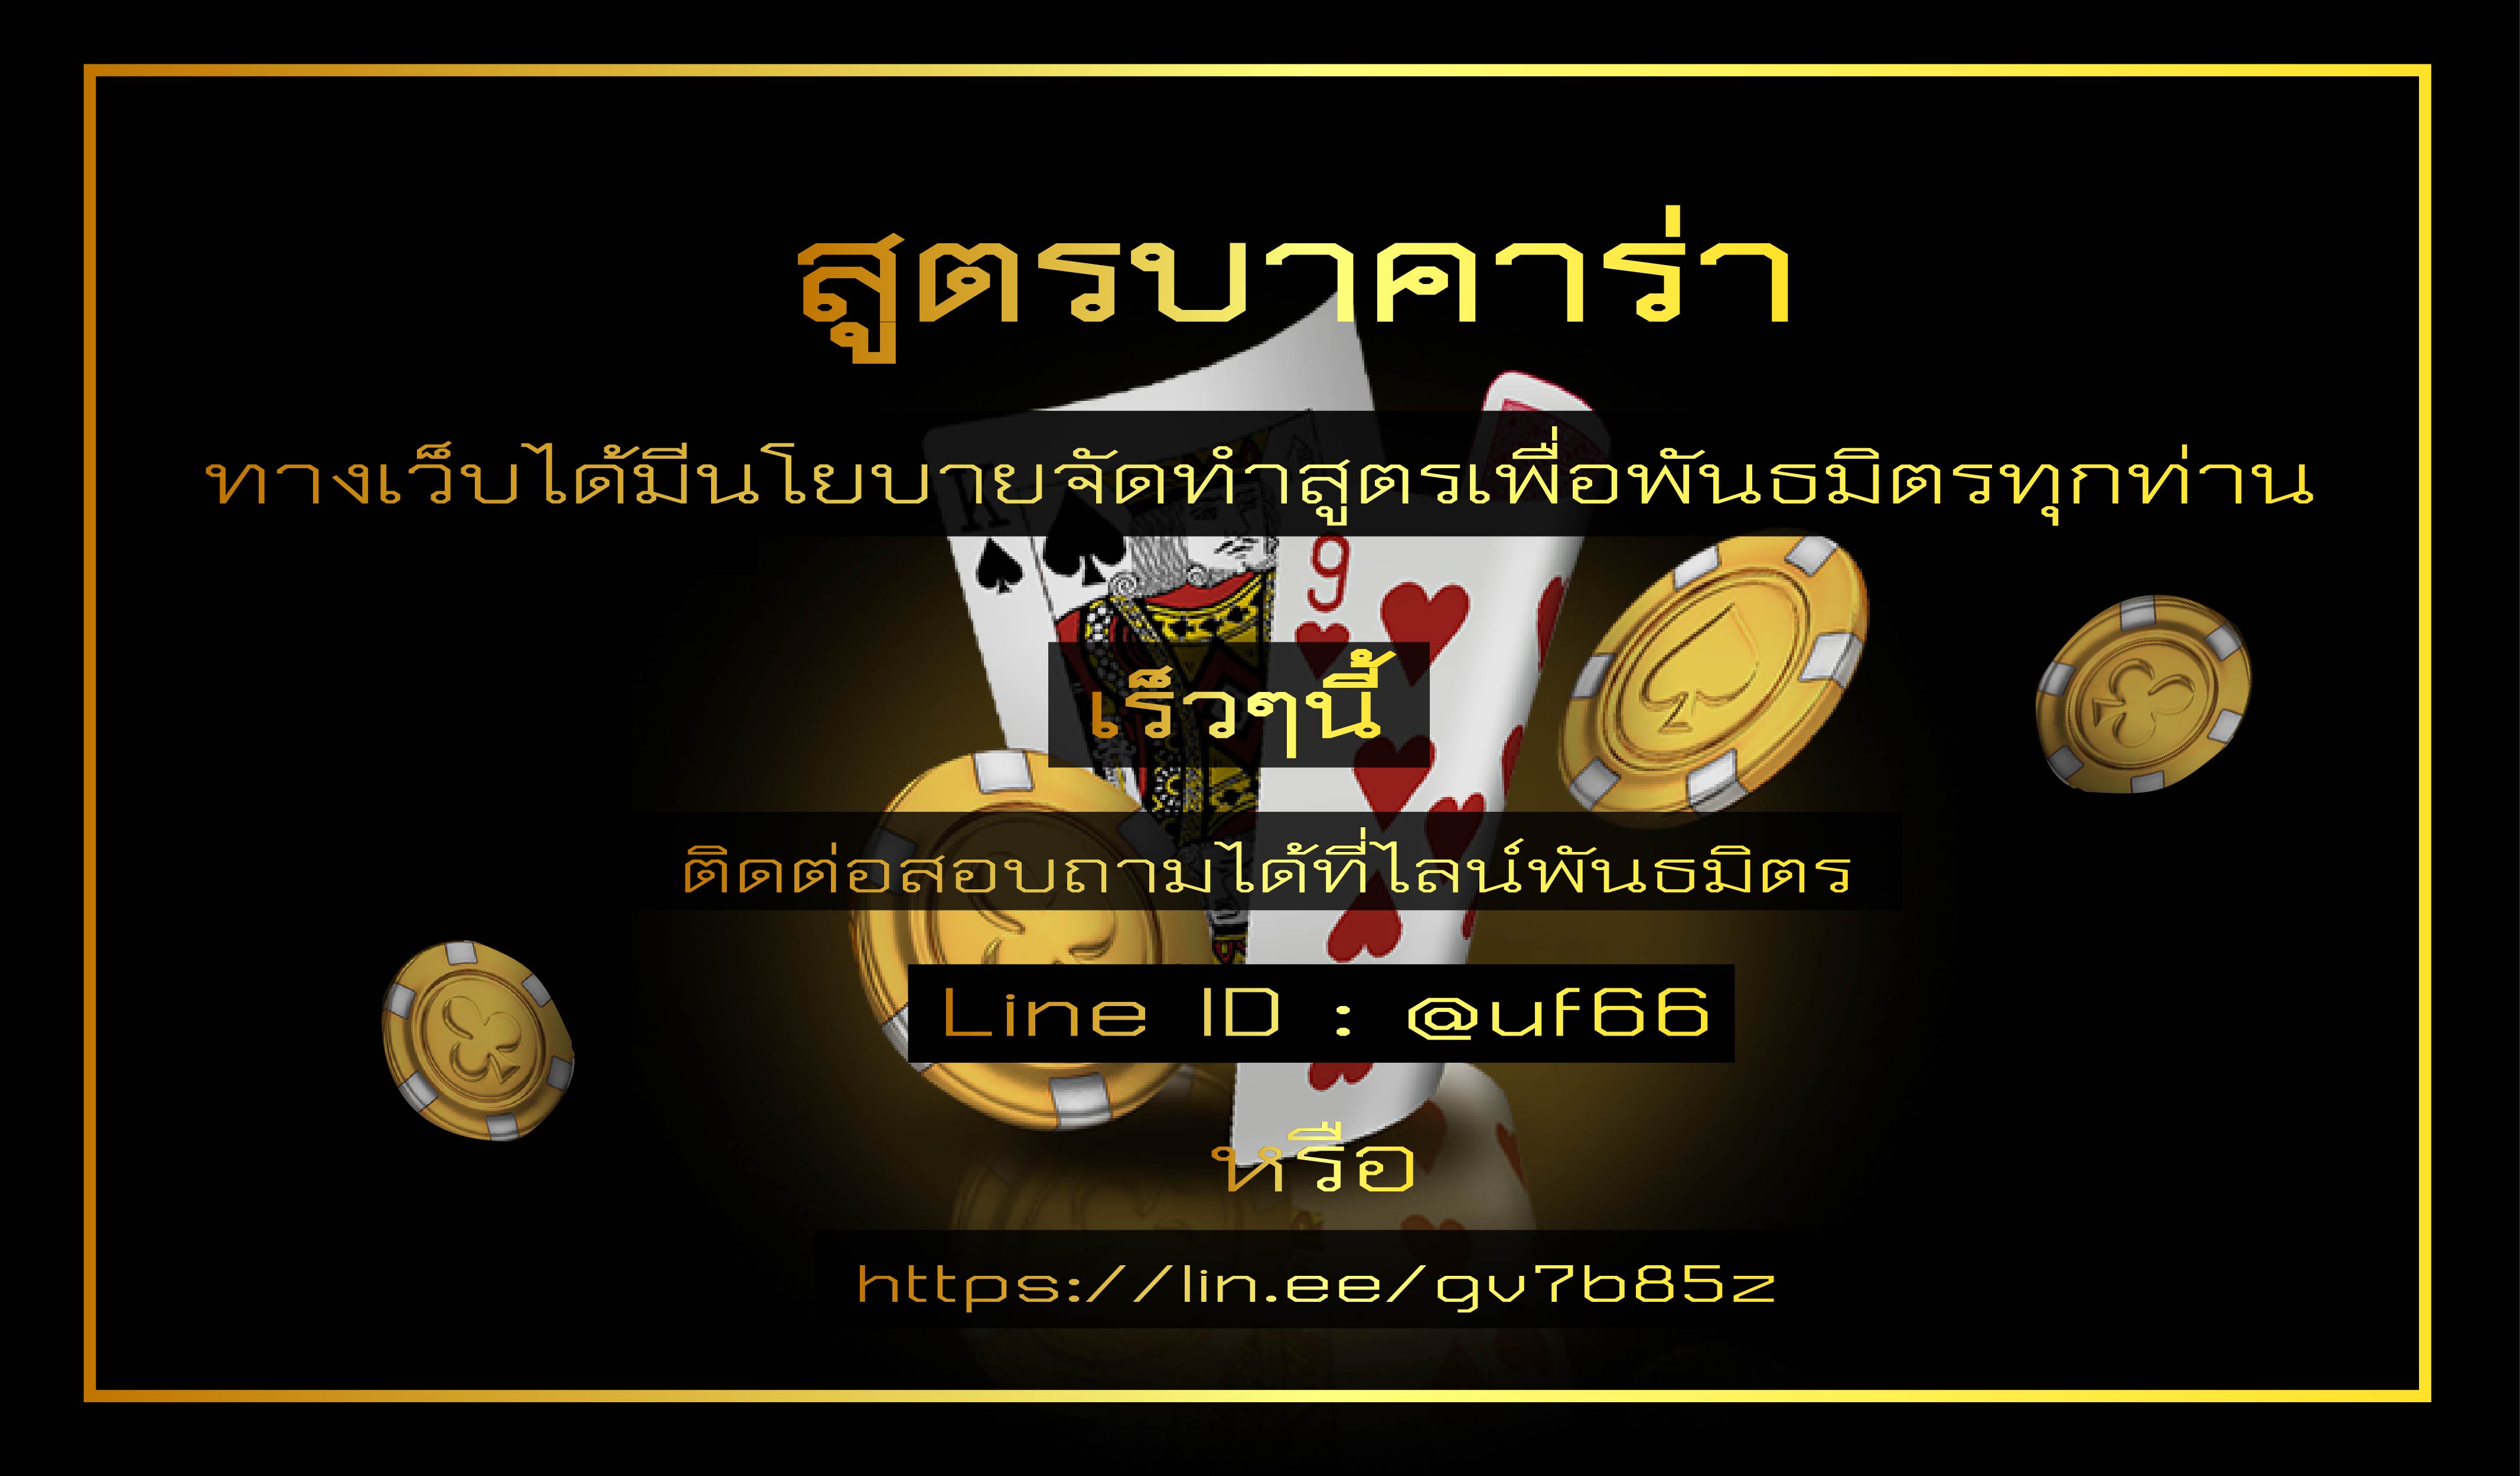 สูตรบาคาร่า
ทางเว็บได้มีนโยบายจัดทำสูตรเพื่อพันธมิตรทุกท่าน
K
9
เร็วๆนี้
ติดต่อสอบถามได้ที่ไลน์พันธมิตร
Line ID : @uf66
หรือ
https://lin.ee/gv7b85z